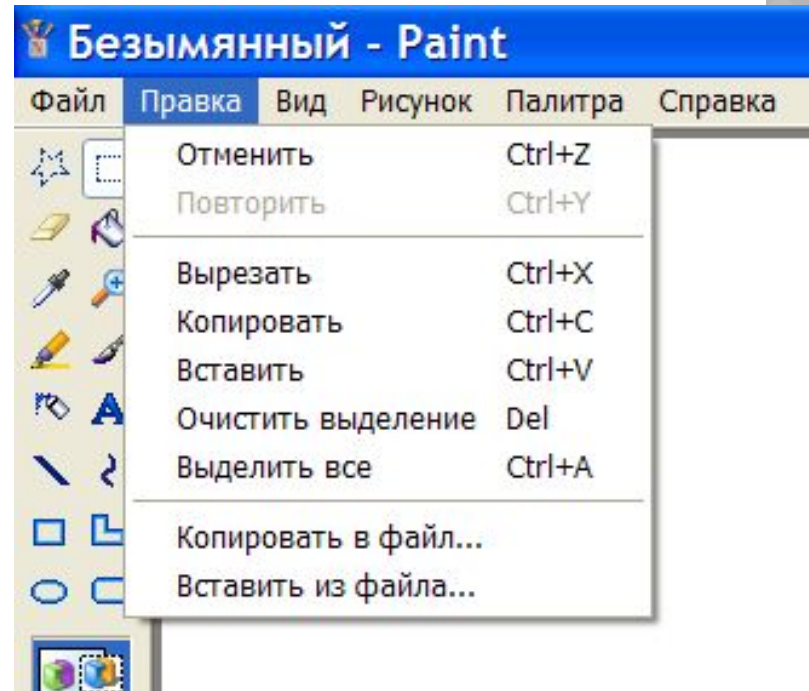 Безымянный - Paint
Файл Правка Вид Рисунок Палитра Справка
Отменить Ctrl+Z
Повторить Ctrl+Y
Вырезать Ctrl+X
Копировать Ctrl+C
Вставить Ctrl+V
Очистить выделение Del
Выделить все Ctrl+A
Копировать в файл...
Вставить из файла...
A